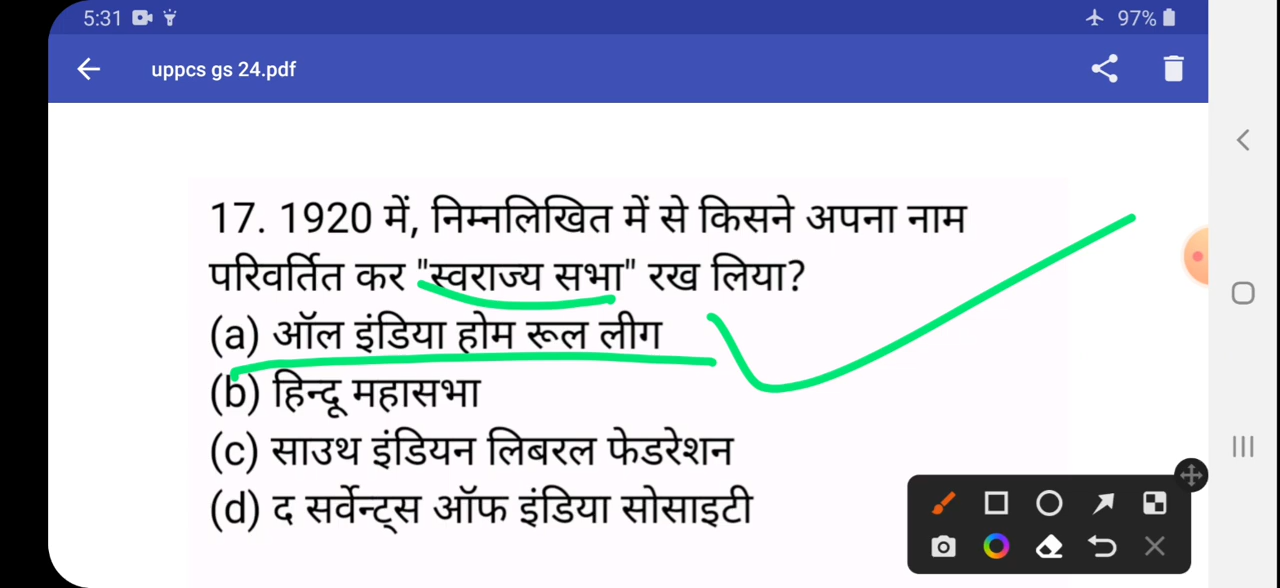 5:31 97%
uppcs gs 24.pdf
17. 1920 में, निम्नलिखित में से किसने अपना नाम
परिवर्तित कर "स्वराज्य सभा" रख लिया?
(a) ऑल इंडिया होम रूल लीग
(b) हिन्दू महासभा
(c) साउथ इंडियन लिबरल फेडरेशन
(d) द सर्वेन्ट्स ऑफ इंडिया सोसाइटी